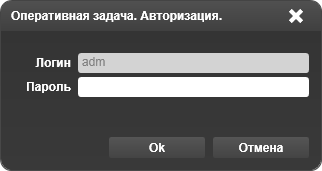 Оперативная задача. Авторизация.
Логин adm
Пароль
Ok Отмена